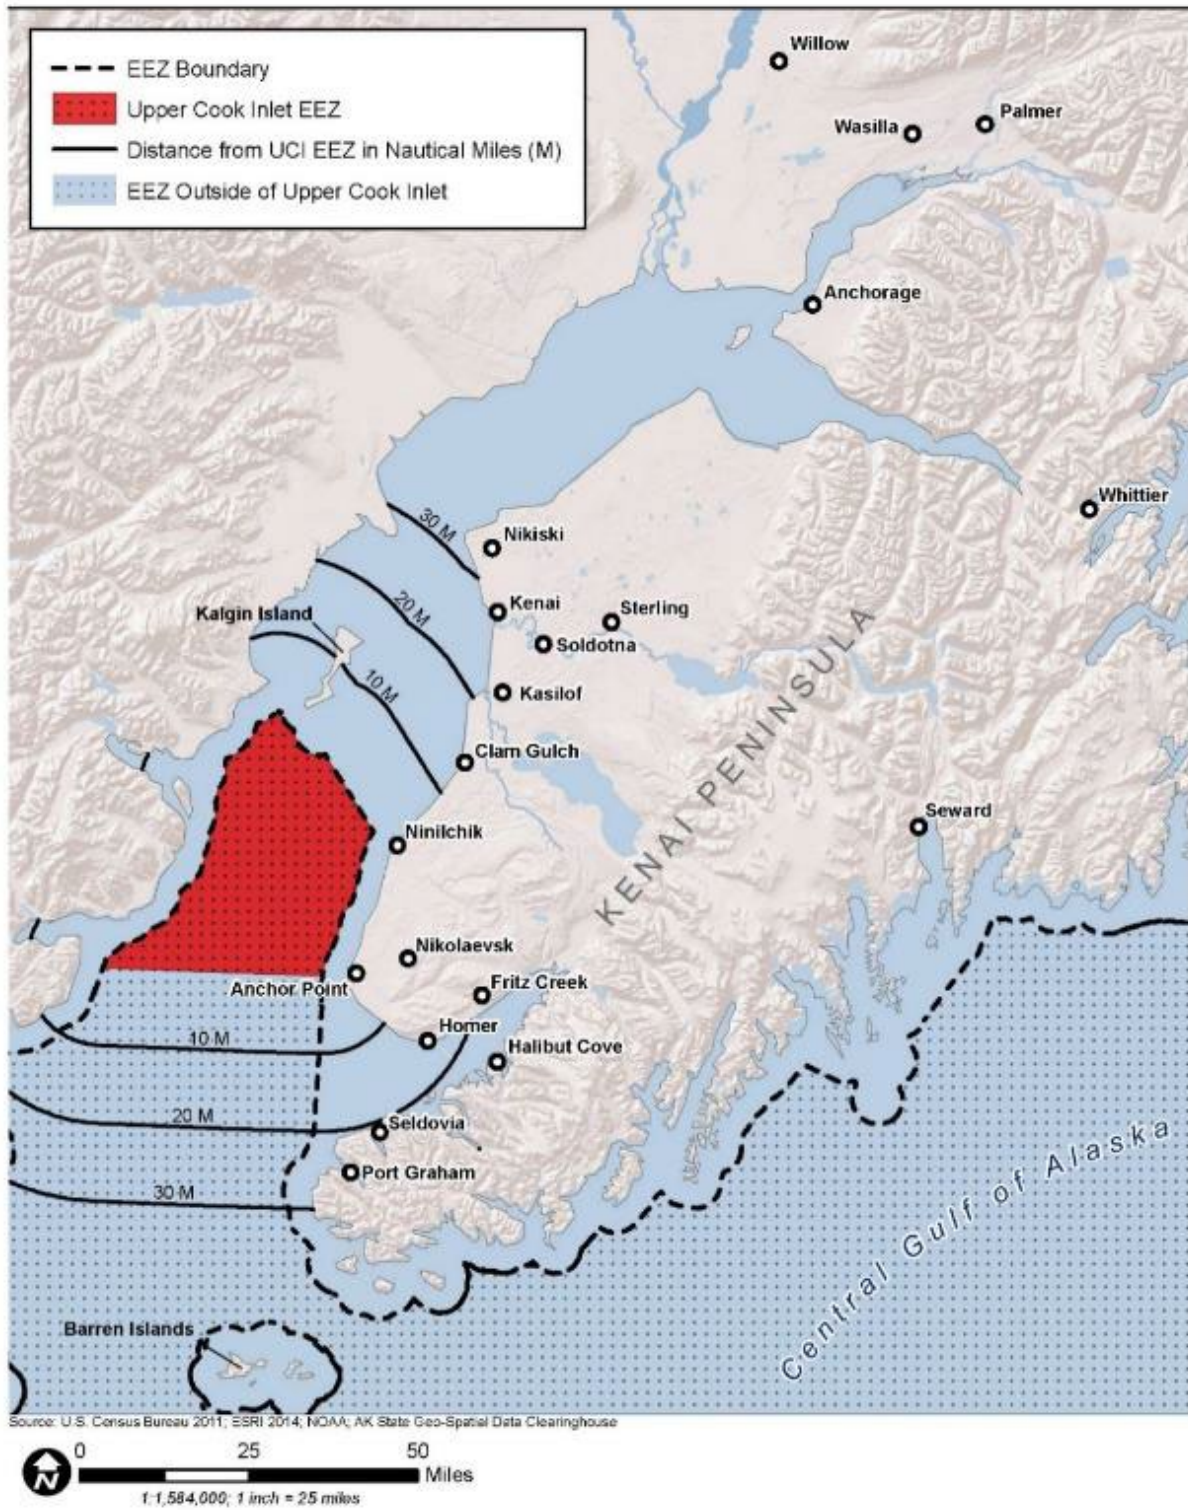 EEZ Boundary
Upper Cook Inlet EEZ
Distance from UCI EEZ in Nautical Miles (M)
EEZ Outside of Upper Cook Inlet
Willow
Palmer
Wasilla
Anchorage
Whittier
30 M
Nikiski
20 M
Kenai
Sterling
Kalgin Island
Soldotna
10 M
Kasilof
KENAI PENINSULA
Clam Gulch
Seward
Ninilchik
Nikolaevsk
Anchor Point
Fritz Creek
10 M
Homer
Halibut Cove
20 M
Seldovia
Port Graham
30 M
Central Gulf of Alaska
Barren Islands
Source: U.S. Census Bureau 2011; ESRI 2014; NOAA; AK State Geo-Spatial Data Clearinghouse
N
0 25 50
Miles
1:1,584,000; 1 inch = 25 miles